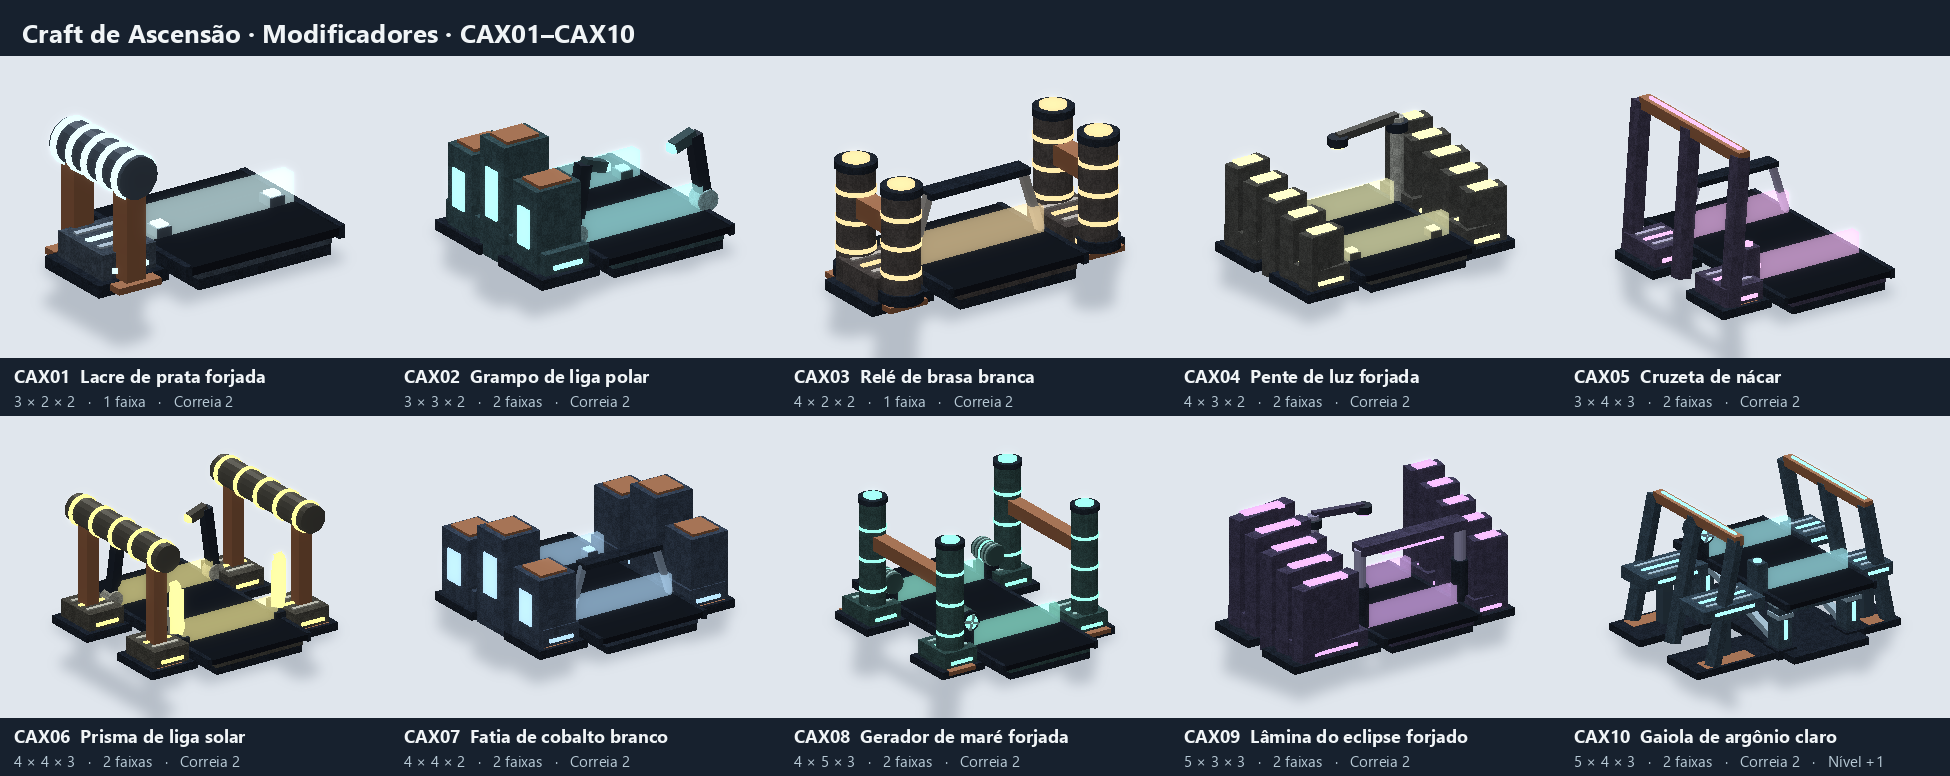 Craft de Ascensão · Modificadores · CAX01–CAX10
CAX01 Lacre de prata forjada
3 × 2 × 2 · 1 faixa · Correia 2
CAX02 Grampo de liga polar
3 × 3 × 2 · 2 faixas · Correia 2
CAX03 Relé de brasa branca
4 × 2 × 2 · 1 faixa · Correia 2
CAX04 Pente de luz forjada
4 × 3 × 2 · 2 faixas · Correia 2
CAX05 Cruzeta de nácar
3 × 4 × 3 · 2 faixas · Correia 2
CAX06 Prisma de liga solar
4 × 4 × 3 · 2 faixas · Correia 2
CAX07 Fatia de cobalto branco
4 × 4 × 2 · 2 faixas · Correia 2
CAX08 Gerador de maré forjada
4 × 5 × 3 · 2 faixas · Correia 2
CAX09 Lâmina do eclipse forjado
5 × 3 × 3 · 2 faixas · Correia 2
CAX10 Gaiola de argônio claro
5 × 4 × 3 · 2 faixas · Correia 2 · Nível +1